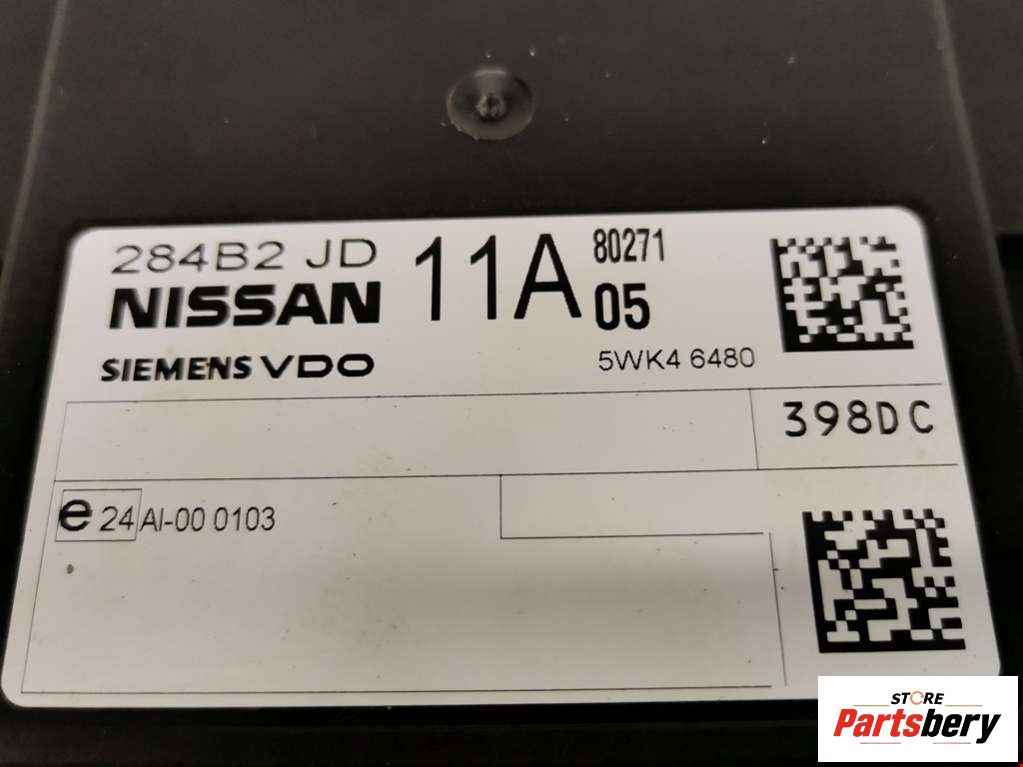 284B2 JD 11A 80271
NISSAN 05
SIEMENS VDO 5WK4 6480
398DC
e 24 AI-00 0103
STORE
Partsbery